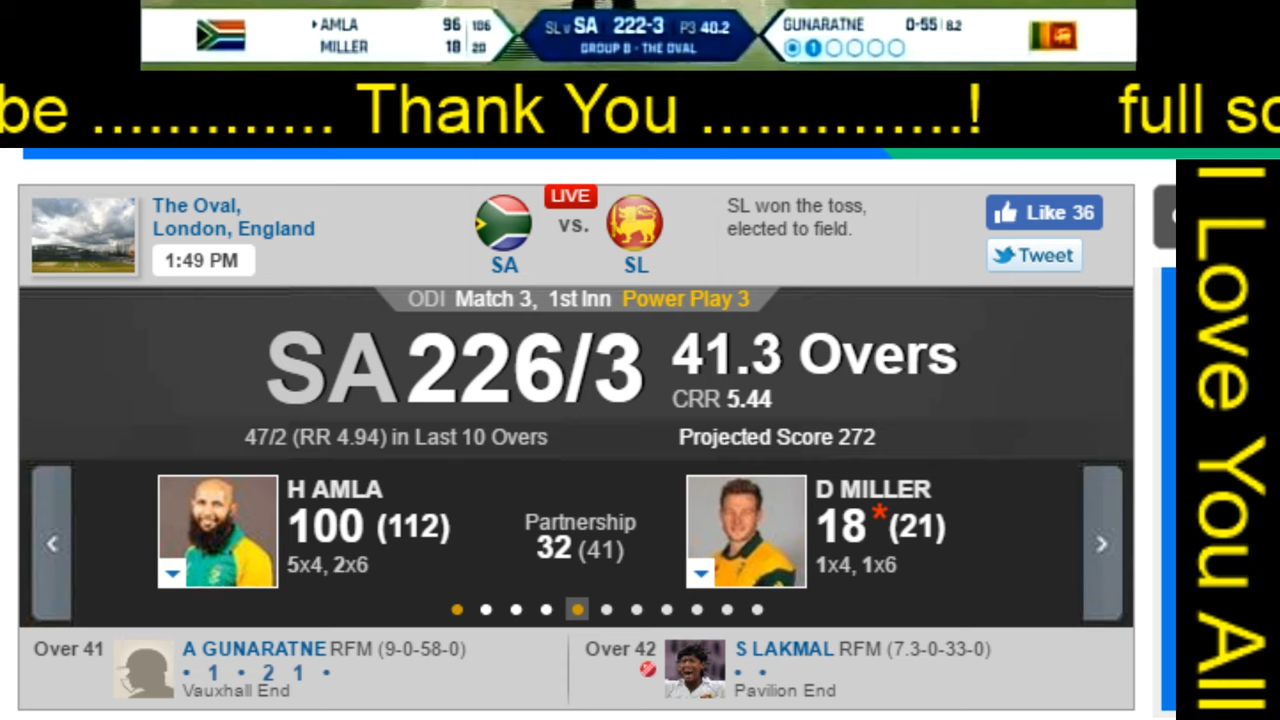 AMLA 96 106
MILLER 18 20
SL v SA 222-3 P3 40.2
GROUP B - THE OVAL
GUNARATNE 0-55 8.2
1
be ............. Thank You ..............! full sc
The Oval,
London, England
1:49 PM
LIVE
vs.
SA SL
SL won the toss,
elected to field.
Like 36
Tweet
ODI Match 3, 1st Inn Power Play 3
SA 226/3 41.3 Overs
CRR 5.44
47/2 (RR 4.94) in Last 10 Overs Projected Score 272
H AMLA
100 (112)
5x4, 2x6
Partnership
32 (41)
D MILLER
18*(21)
1x4, 1x6
Over 41 A GUNARATNE RFM (9-0-58-0)
• 1 • 2 1 •
Vauxhall End
Over 42 S LAKMAL RFM (7.3-0-33-0)
• •
Pavilion End
I Love You All